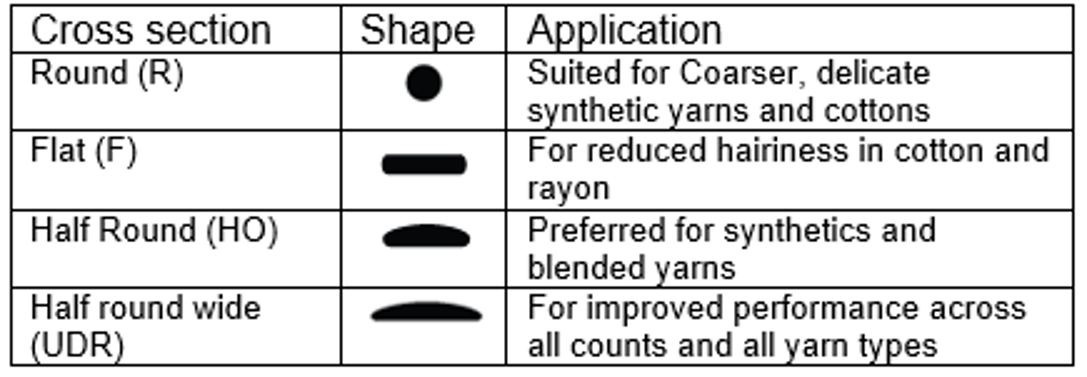 Cross section Shape Application
Round (R) Suited for Coarser, delicate
synthetic yarns and cottons
Flat (F) For reduced hairiness in cotton and
rayon
Half Round (HO) Preferred for synthetics and
blended yarns
Half round wide For improved performance across
(UDR) all counts and all yarn types